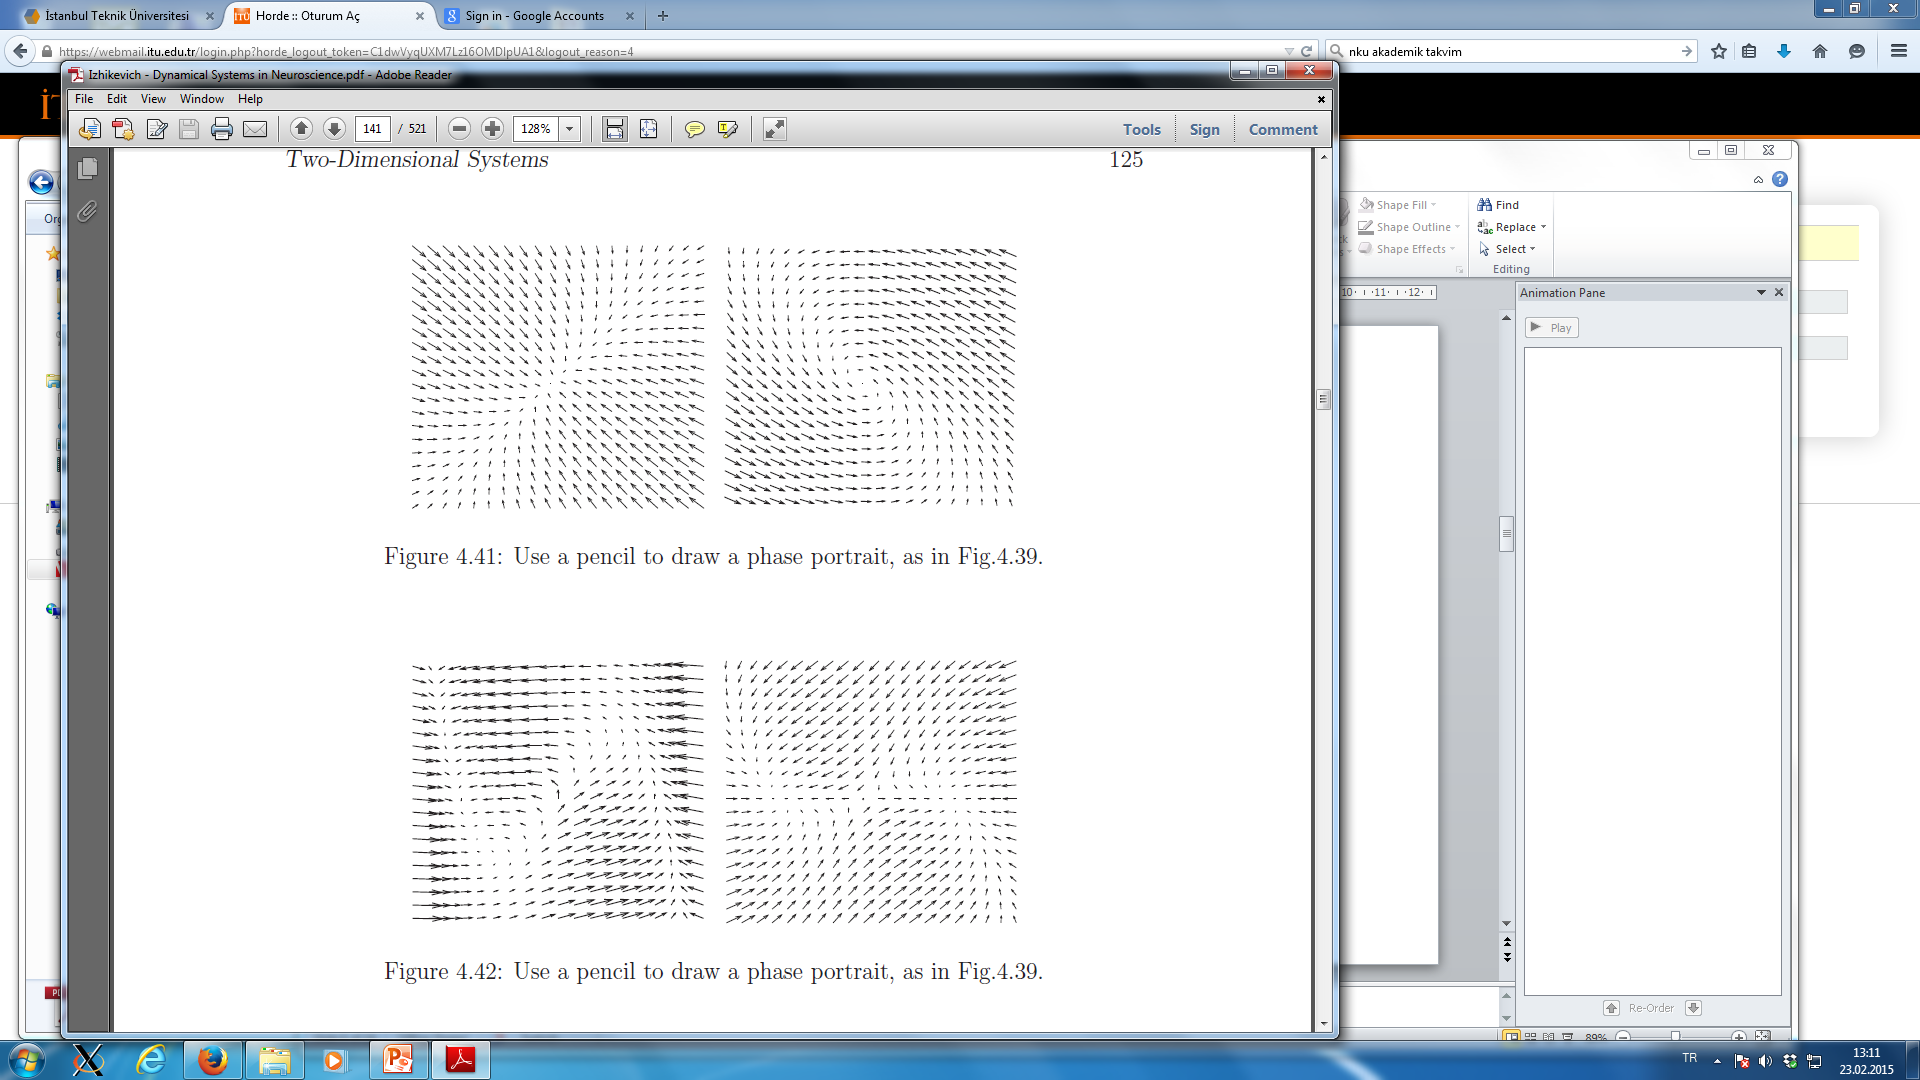 İstanbul Teknik Üniversitesi
Horde :: Oturum Aç
Sign in - Google Accounts
https://webmail.itu.edu.tr/login.php?horde_logout_token=C1dwVyqUXM7Lz16OMDIpUA1&logout_reason=4
nku akademik takvim
Izhikevich - Dynamical Systems in Neuroscience.pdf - Adobe Reader
File Edit View Window Help
141 / 521
128%
Tools Sign Comment
Two-Dimensional Systems 125
Figure 4.41: Use a pencil to draw a phase portrait, as in Fig.4.39.
Figure 4.42: Use a pencil to draw a phase portrait, as in Fig.4.39.
Shape Fill
Shape Outline
Shape Effects
Find
Replace
Select
Editing
10 11 12
Animation Pane
Play
Re-Order
89%
TR
13:11
23.02.2015